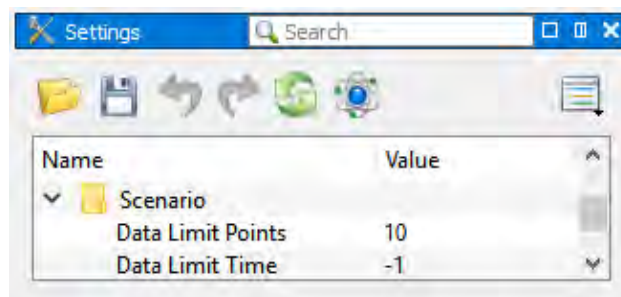 Settings Search
Name Value
Scenario
Data Limit Points 10
Data Limit Time -1